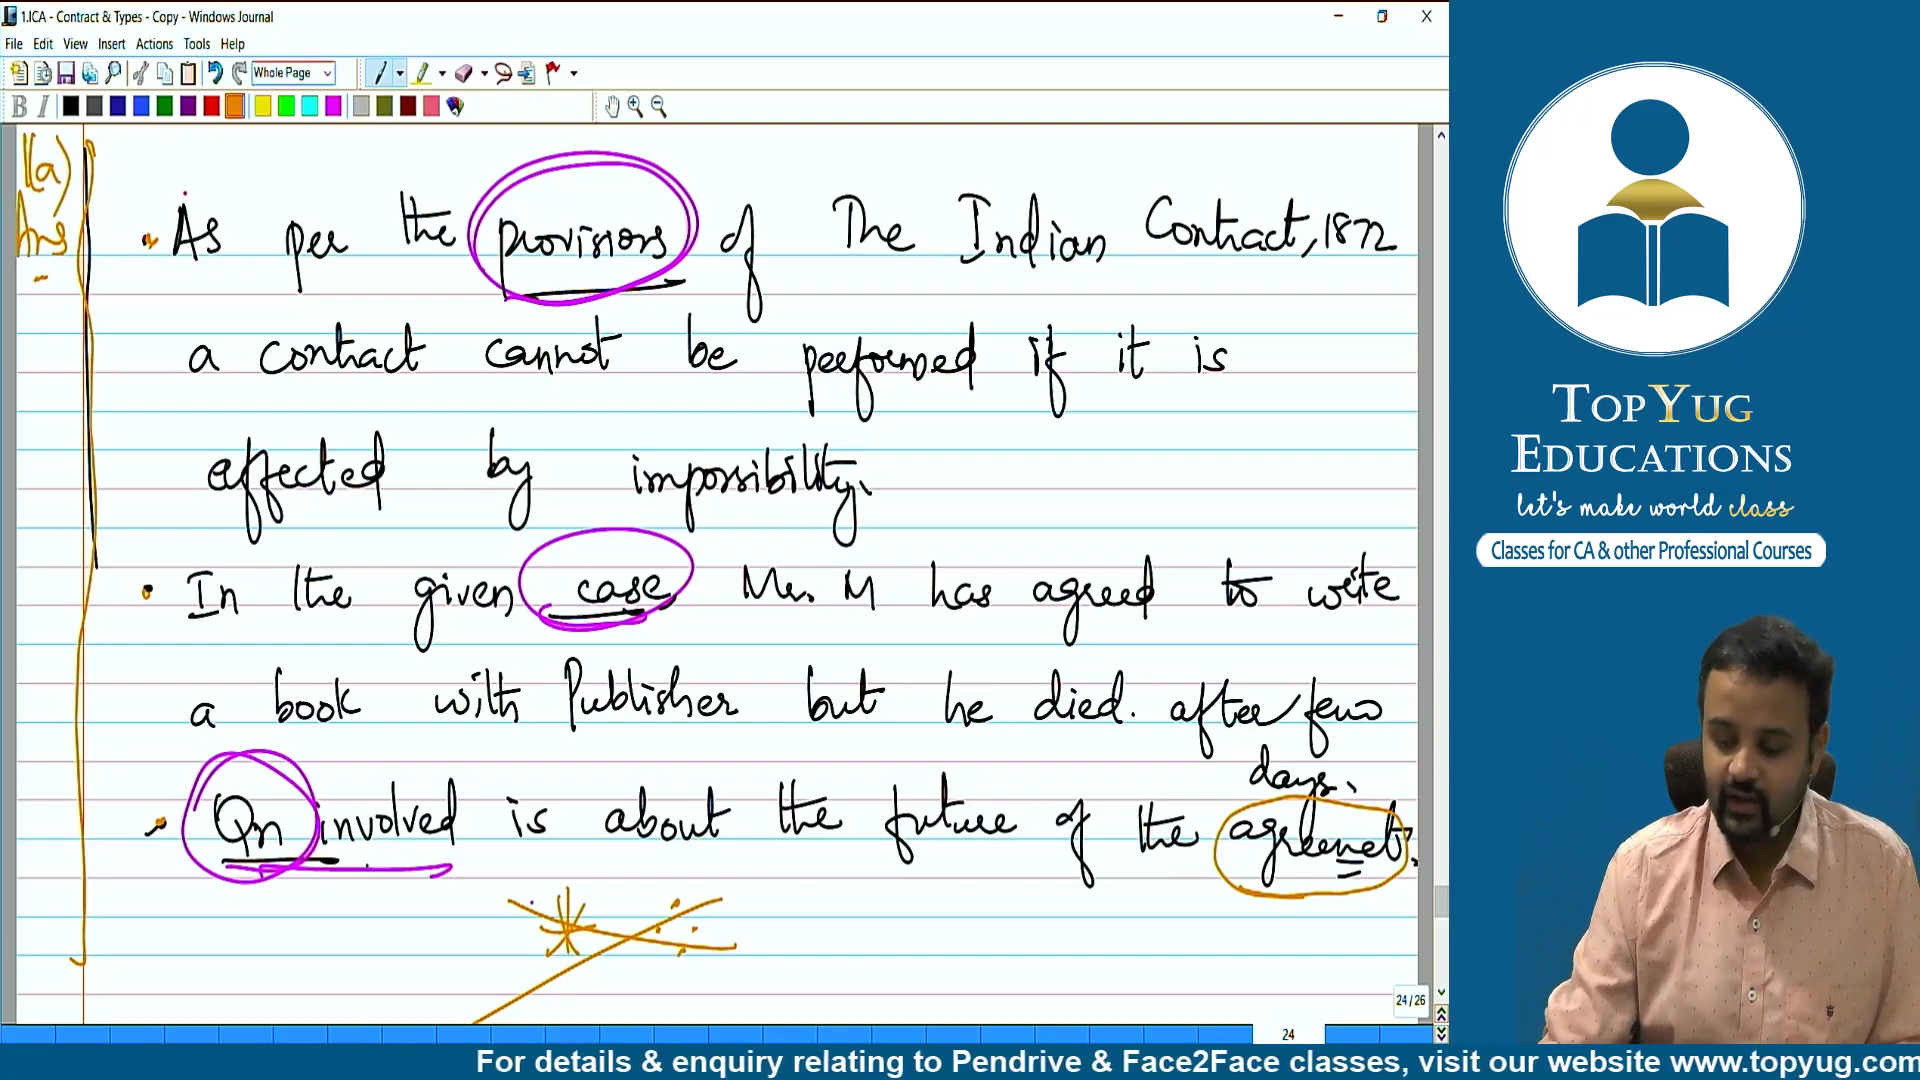 1.ICA - Contract & Types - Copy - Windows Journal
File Edit View Insert Actions Tools Help
Whole Page
B I
1(a)
Ans
• As per the provisions of The Indian Contract, 1872
a contract cannot be performed if it is
effected by impossibility.
• In the given case Mr. M has agreed to write
a book with Publisher but he died. after few
days.
• Qn involved is about the future of the agreement.
24 / 26
24
TOPYUG
EDUCATIONS
let's make world class
Classes for CA & other Professional Courses
For details & enquiry relating to Pendrive & Face2Face classes, visit our website www.topyug.com